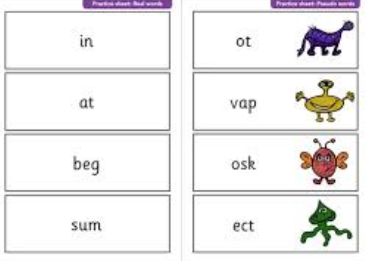 Practice sheet: Real words
in
at
beg
sum
Practice sheet: Pseudo words
ot
vap
osk
ect